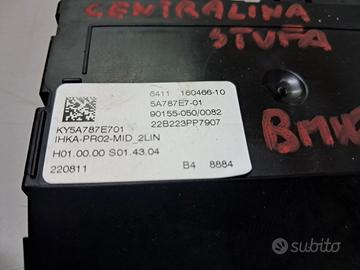 CENTRALINA
STUFA
BMW
6411 160466-10
5A787E7-01
90155-050/0082
22B223PP7907
KY5A787E701
IHKA-PR02-MID_2LIN
H01.00.00 S01.43.04
220811 B4 8884
subito